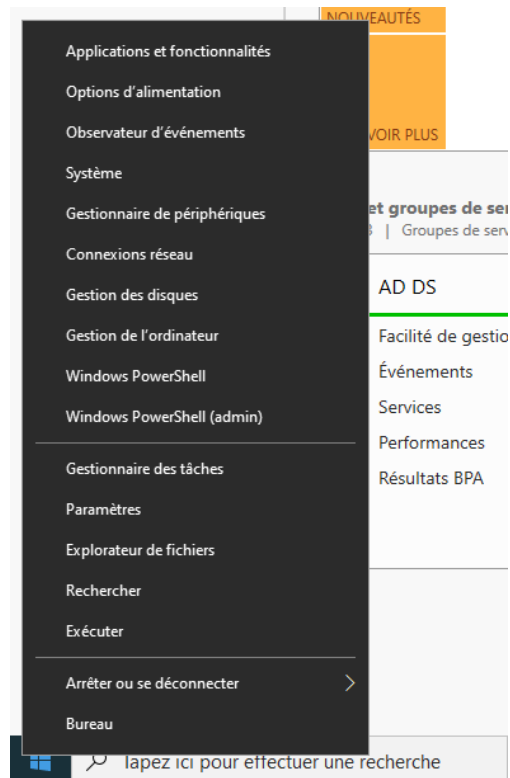 NOUVEAUTÉS
Applications et fonctionnalités
Options d’alimentation
Observateur d’événements
VOIR PLUS
Système
Gestionnaire de périphériques
et groupes de ser
| Groupes de serv
Connexions réseau
Gestion des disques
AD DS
Gestion de l’ordinateur
Facilité de gestio
Windows PowerShell
Événements
Windows PowerShell (admin)
Services
Performances
Gestionnaire des tâches
Résultats BPA
Paramètres
Explorateur de fichiers
Rechercher
Exécuter
Arrêter ou se déconnecter
Bureau
Tapez ici pour effectuer une recherche